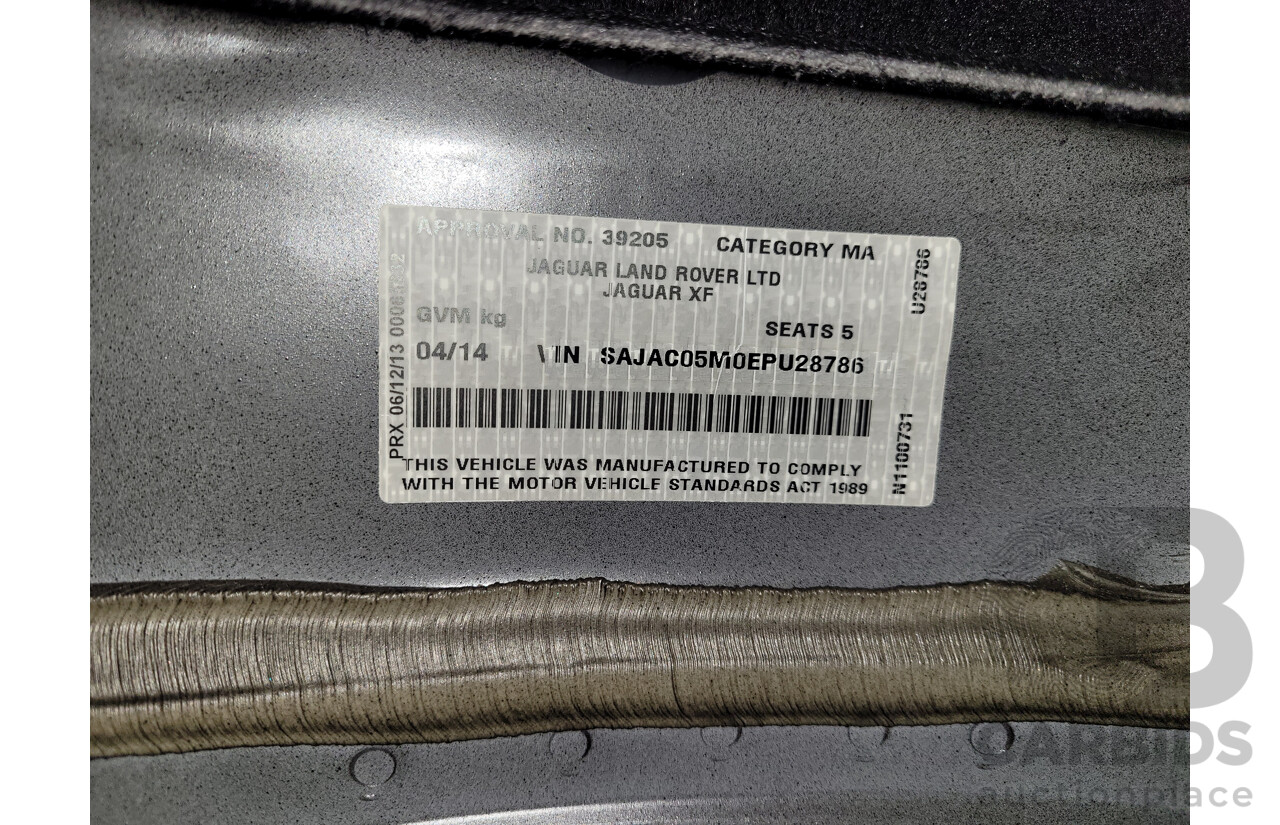 APPROVAL NO. 39205 CATEGORY MA
JAGUAR LAND ROVER LTD
JAGUAR XF
GVM kg
SEATS 5
04/14 VIN SAJAC05M0EPU28786
THIS VEHICLE WAS MANUFACTURED TO COMPLY
WITH THE MOTOR VEHICLE STANDARDS ACT 1989
PRX 06/12/13
U28786
N1100731
CARBIDS
auctionplace